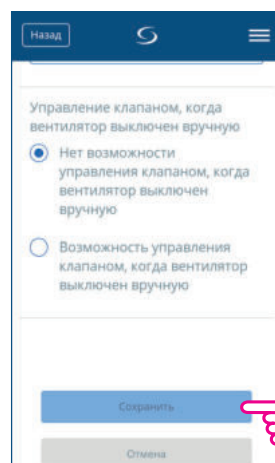 Назад
Управление клапаном, когда
вентилятор выключен вручную
Нет возможности
управления клапаном, когда
вентилятор выключен
вручную
Возможность управления
клапаном, когда вентилятор
выключен вручную
Сохранить
Отмена